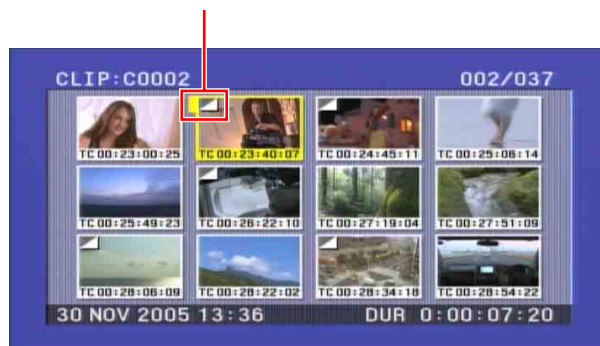 CLIP:C0002 002/037
TC 00:23:00:25 TC 00:23:40:07 TC 00:24:45:11 TC 00:25:06:14
TC 00:25:49:23 TC 00:26:22:10 TC 00:27:19:04 TC 00:27:51:09
TC 00:28:06:09 TC 00:28:22:02 TC 00:28:34:18 TC 00:28:54:22
30 NOV 2005 13:36 DUR 0:00:07:20